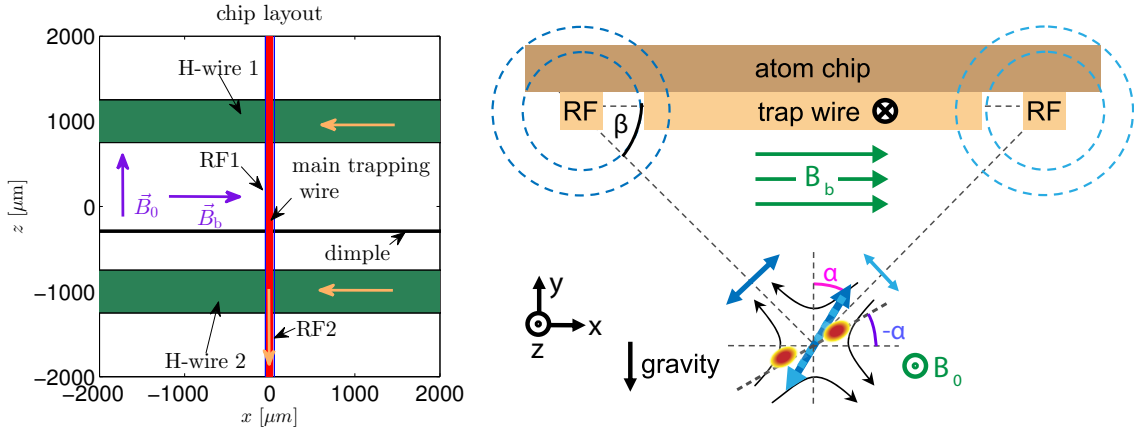 chip layout
2000
H-wire 1
1000
RF1
main trapping
wire
z [μm]
0
B⃗₀
B⃗b
dimple
−1000
RF2
H-wire 2
−2000
−2000
−1000
0
1000
2000
x [μm]
atom chip
RF
trap wire
RF
β
B_b
α
-α
y
x
z
gravity
B₀